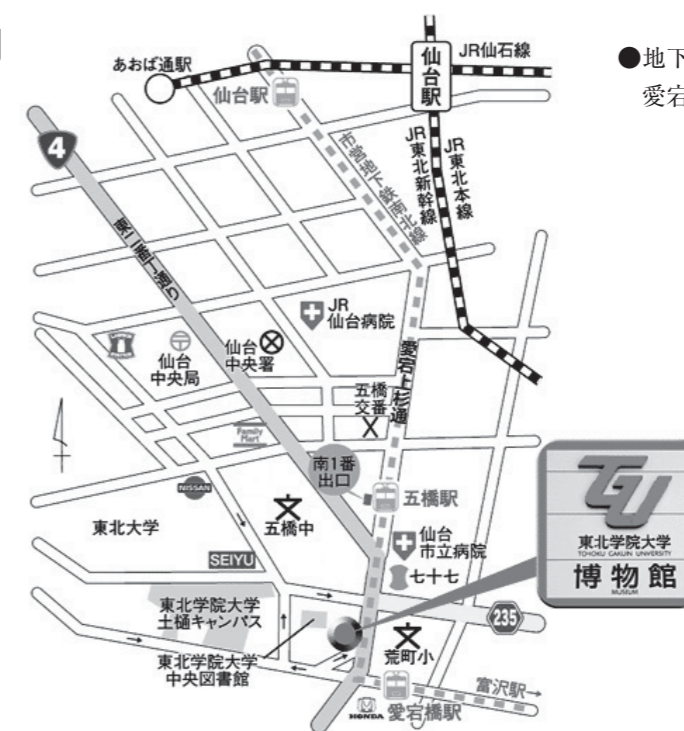 ●地下
愛宕
JR仙石線
あおば通駅
仙台駅
仙台駅
4
市営地下鉄南北線
JR東北新幹線
JR東北本線
東二番丁通り
JR
仙台病院
仙台
中央局
仙台
中央署
愛宕上杉通
五橋
交番
Family
Mart
南1番
出口
NISSAN
五橋駅
東北大学
五橋中
仙台
市立病院
SEIYU
七十七
TGU
東北学院大学
TOHOKU GAKUIN UNIVERSITY
博物館
MUSEUM
東北学院大学
土樋キャンパス
235
東北学院大学
中央図書館
荒町小
富沢駅→
HONDA
愛宕橋駅